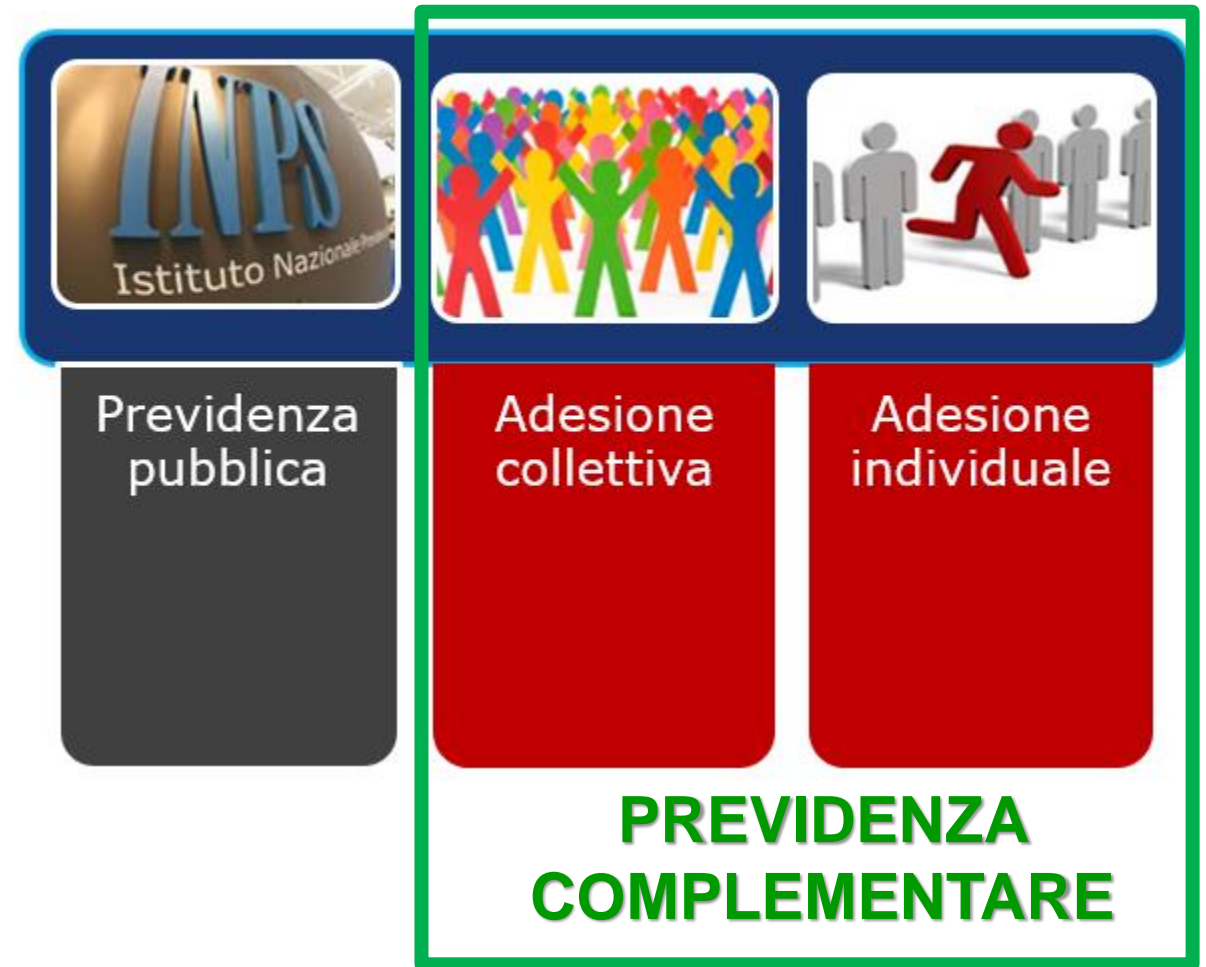 INPS
Istituto Nazionale
Previdenza
pubblica
Adesione
collettiva
Adesione
individuale
PREVIDENZA
COMPLEMENTARE